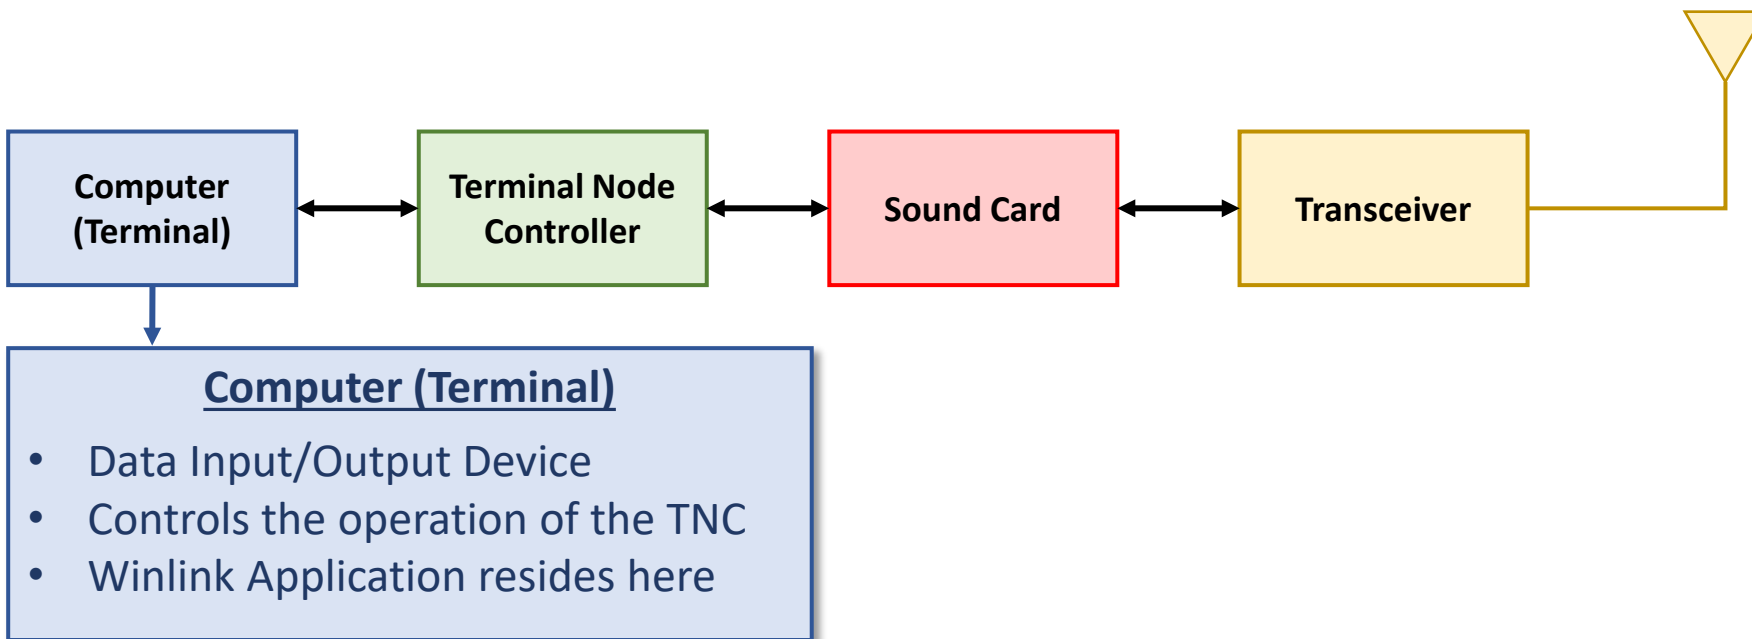 Computer
(Terminal)
Terminal Node
Controller
Sound Card
Transceiver
Computer (Terminal)
• Data Input/Output Device
• Controls the operation of the TNC
• Winlink Application resides here